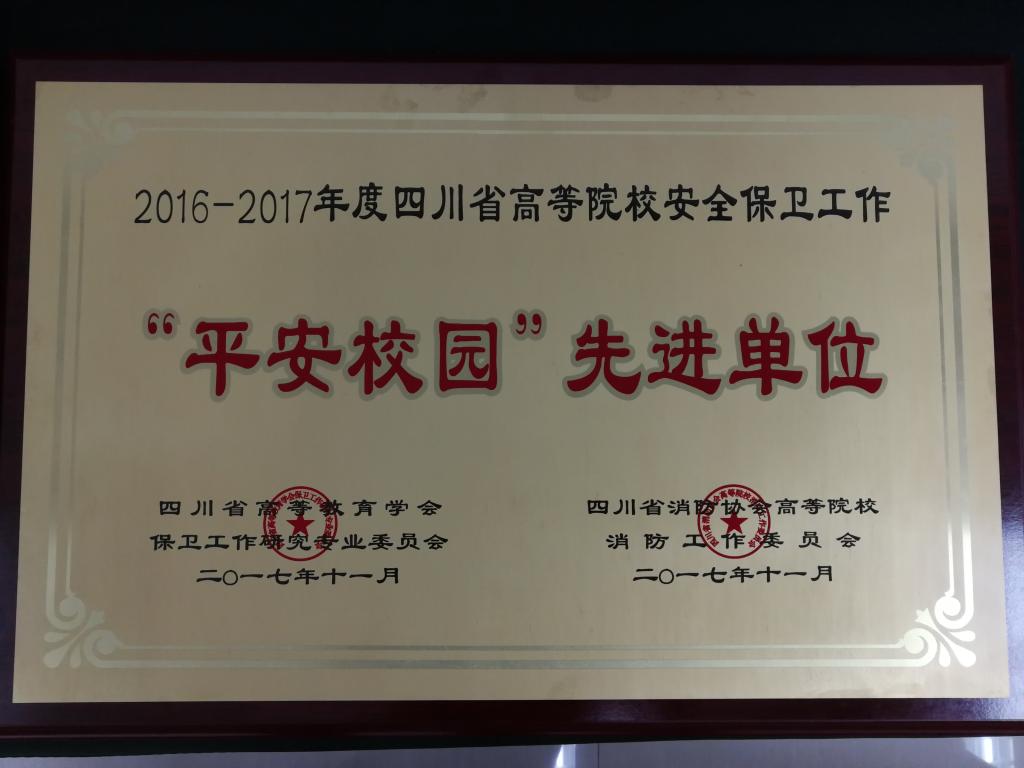 2016-2017年度四川省高等院校安全保卫工作
“平安校园”先进单位
四川省高等教育学会
保卫工作研究专业委员会
二〇一七年十一月
四川省消防协会高等院校
消防工作委员会
二〇一七年十一月